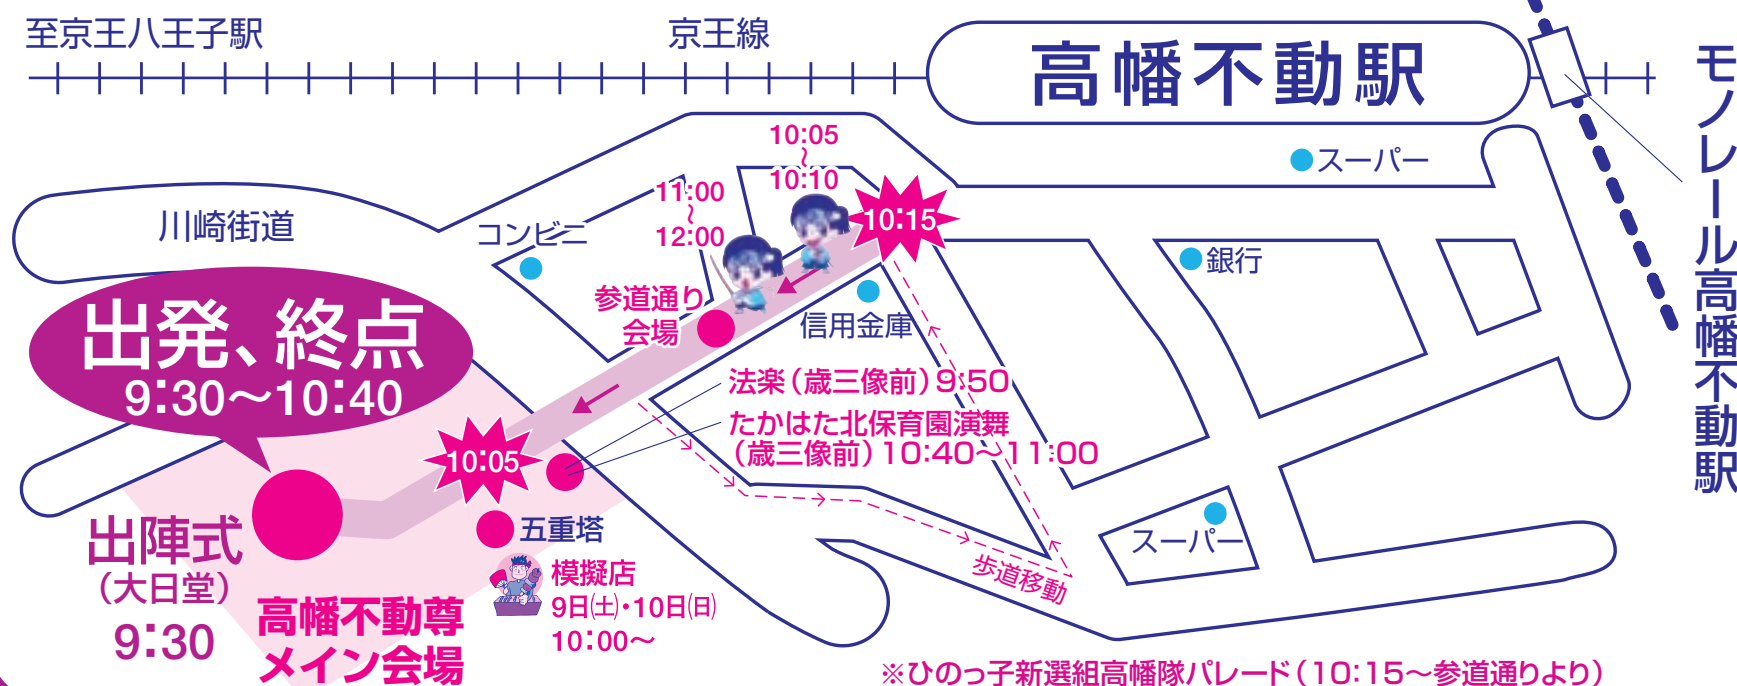 至京王八王子駅
京王線
高幡不動駅
モノレール高幡不動駅
10:05
〜
10:10
スーパー
11:00
〜
12:00
10:15
川崎街道
コンビニ
銀行
参道通り
会場
信用金庫
出発、終点
9:30〜10:40
法楽（歳三像前）9:50
たかはた北保育園演舞
（歳三像前）10:40〜11:00
10:05
出陣式
（大日堂）
9:30
五重塔
スーパー
歩道移動
模擬店
9日㈯・10日㈰
10:00〜
高幡不動尊
メイン会場
※ひのっ子新選組高幡隊パレード（10:15〜参道通りより）